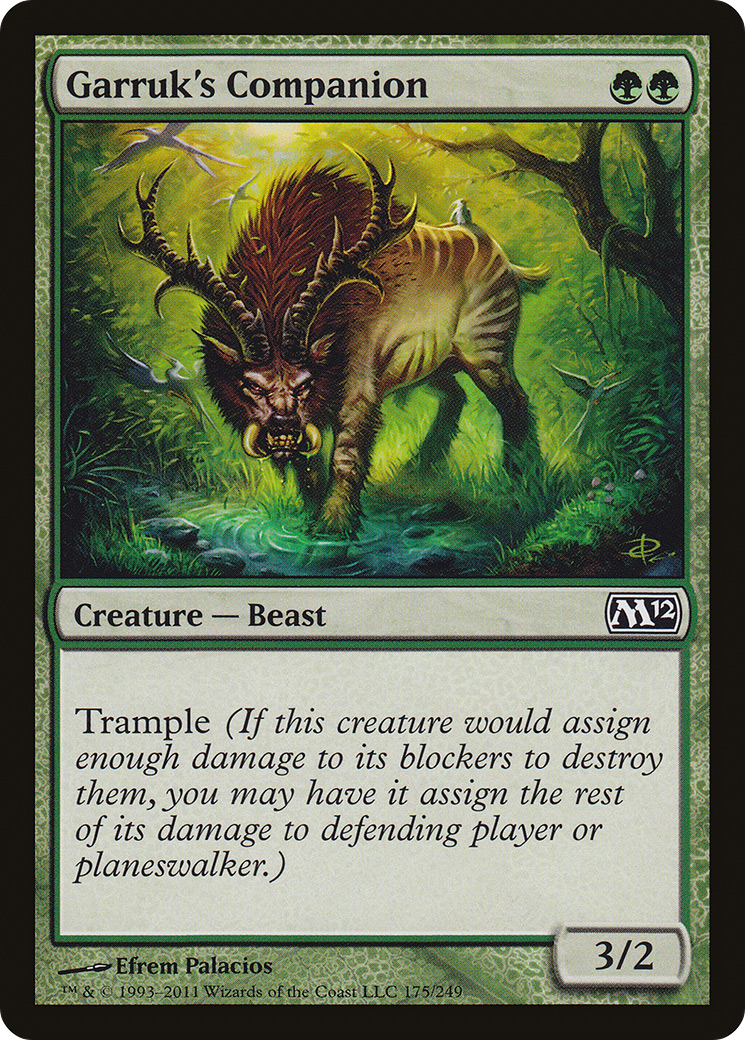 Garruk's Companion
Creature — Beast
M12
Trample (If this creature would assign
enough damage to its blockers to destroy
them, you may have it assign the rest
of its damage to defending player or
planeswalker.)
3/2
Efrem Palacios
™ & © 1993–2011 Wizards of the Coast LLC 175/249